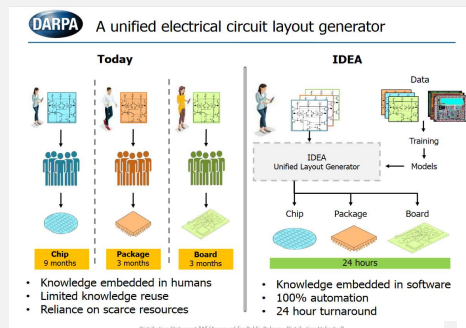 DARPA
A unified electrical circuit layout generator
Today
IDEA
Data
Training
Models
IDEA
Unified Layout Generator
Chip
Package
Board
Chip
9 months
Package
3 months
Board
3 months
24 hours
• Knowledge embedded in humans
• Limited knowledge reuse
• Reliance on scarce resources
• Knowledge embedded in software
• 100% automation
• 24 hour turnaround